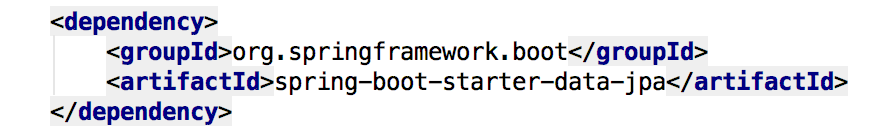 <dependency>
    <groupId>org.springframework.boot</groupId>
    <artifactId>spring-boot-starter-data-jpa</artifactId>
</dependency>